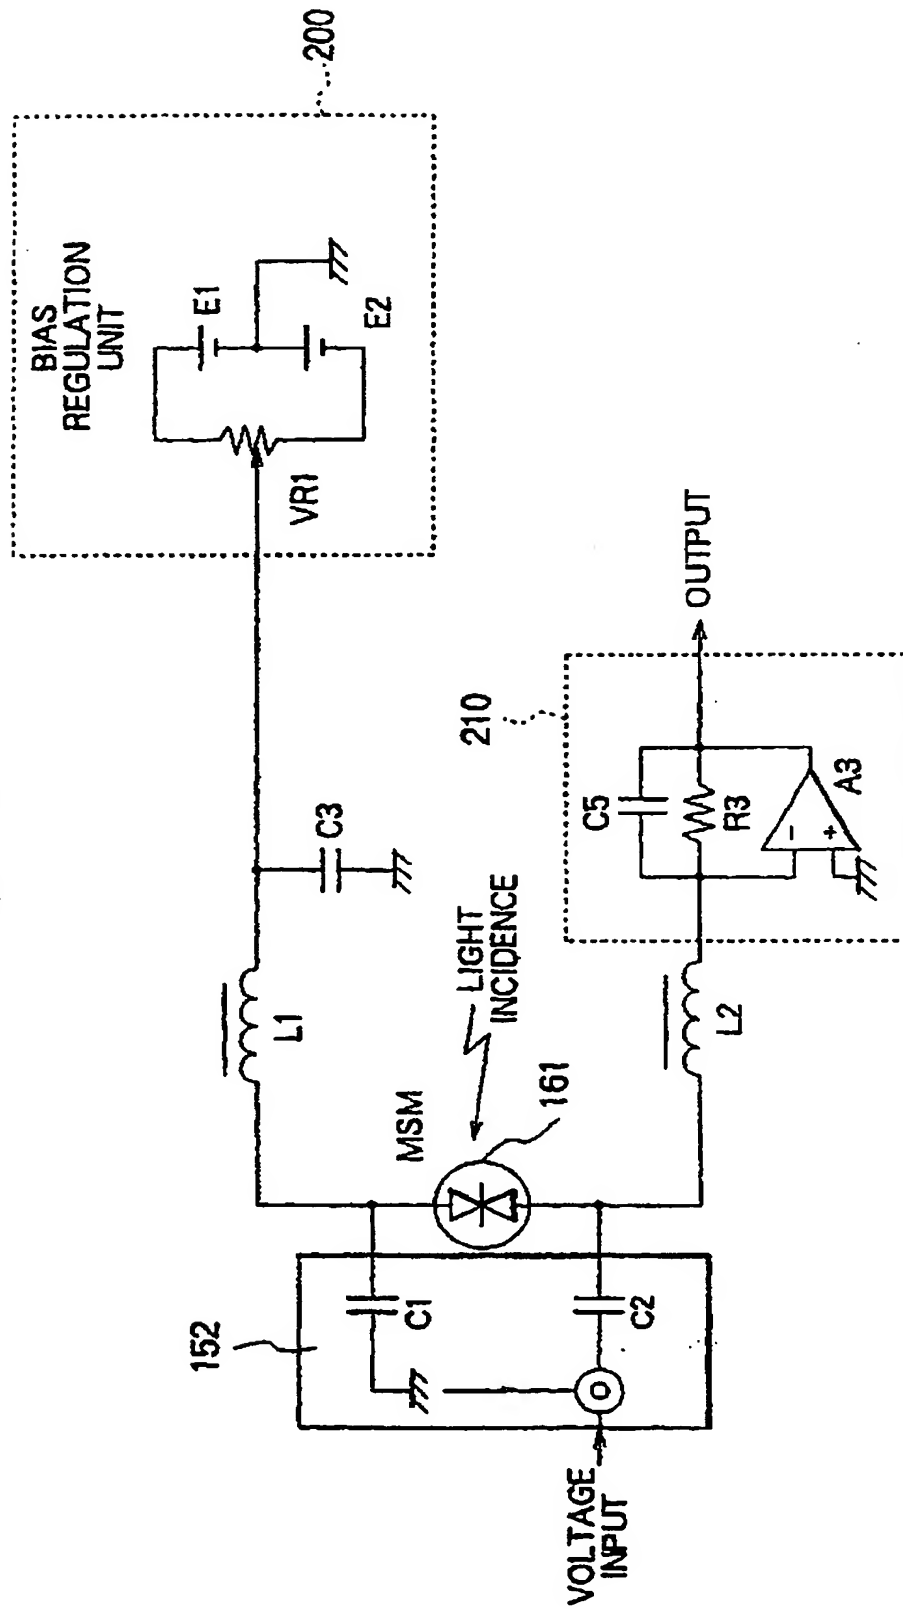 200
BIAS
REGULATION
UNIT
E1
E2
VR1
C3
L1
MSM
LIGHT
INCIDENCE
161
152
C1
C2
VOLTAGE
INPUT
L2
210
C5
R3
A3
-
+
OUTPUT